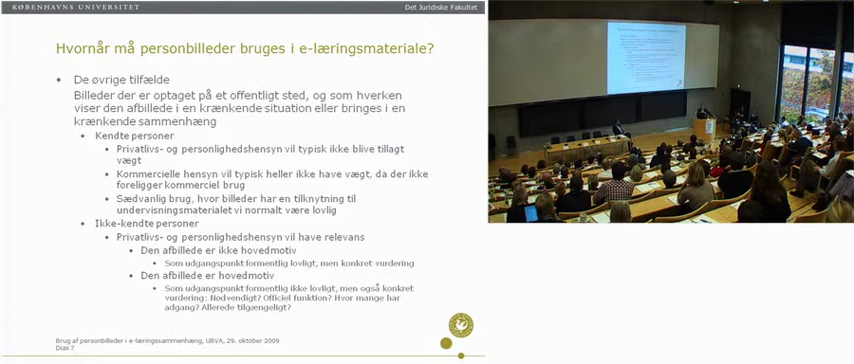 KØBENHAVNS UNIVERSITET
Det Juridiske Fakultet
Hvornår må personbilleder bruges i e-læringsmateriale?
• De øvrige tilfælde
Billeder der er optaget på et offentligt sted, og som hverken
viser den afbillede i en krænkende situation eller bringes i en
krænkende sammenhæng
• Kendte personer
• Privatlivs- og personlighedshensyn vil typisk ikke blive tillagt
vægt
• Kommercielle hensyn vil typisk heller ikke have vægt, da der ikke
foreligger kommerciel brug
• Sædvanlig brug, hvor billeder har en tilknytning til
undervisningsmaterialet vi normalt være lovlig
• Ikke-kendte personer
• Privatlivs- og personlighedshensyn vil have relevans
• Den afbillede er ikke hovedmotiv
• Som udgangspunkt formentlig lovligt, men konkret vurdering
• Den afbillede er hovedmotiv
• Som udgangspunkt formentlig ikke lovligt, men også konkret
vurdering: Nødvendigt? Officiel funktion? Hvor mange har
adgang? Allerede tilgængeligt?
Brug af personbilleder i e-læringssammenhæng, UBVA, 29. oktober 2009
Dias 7